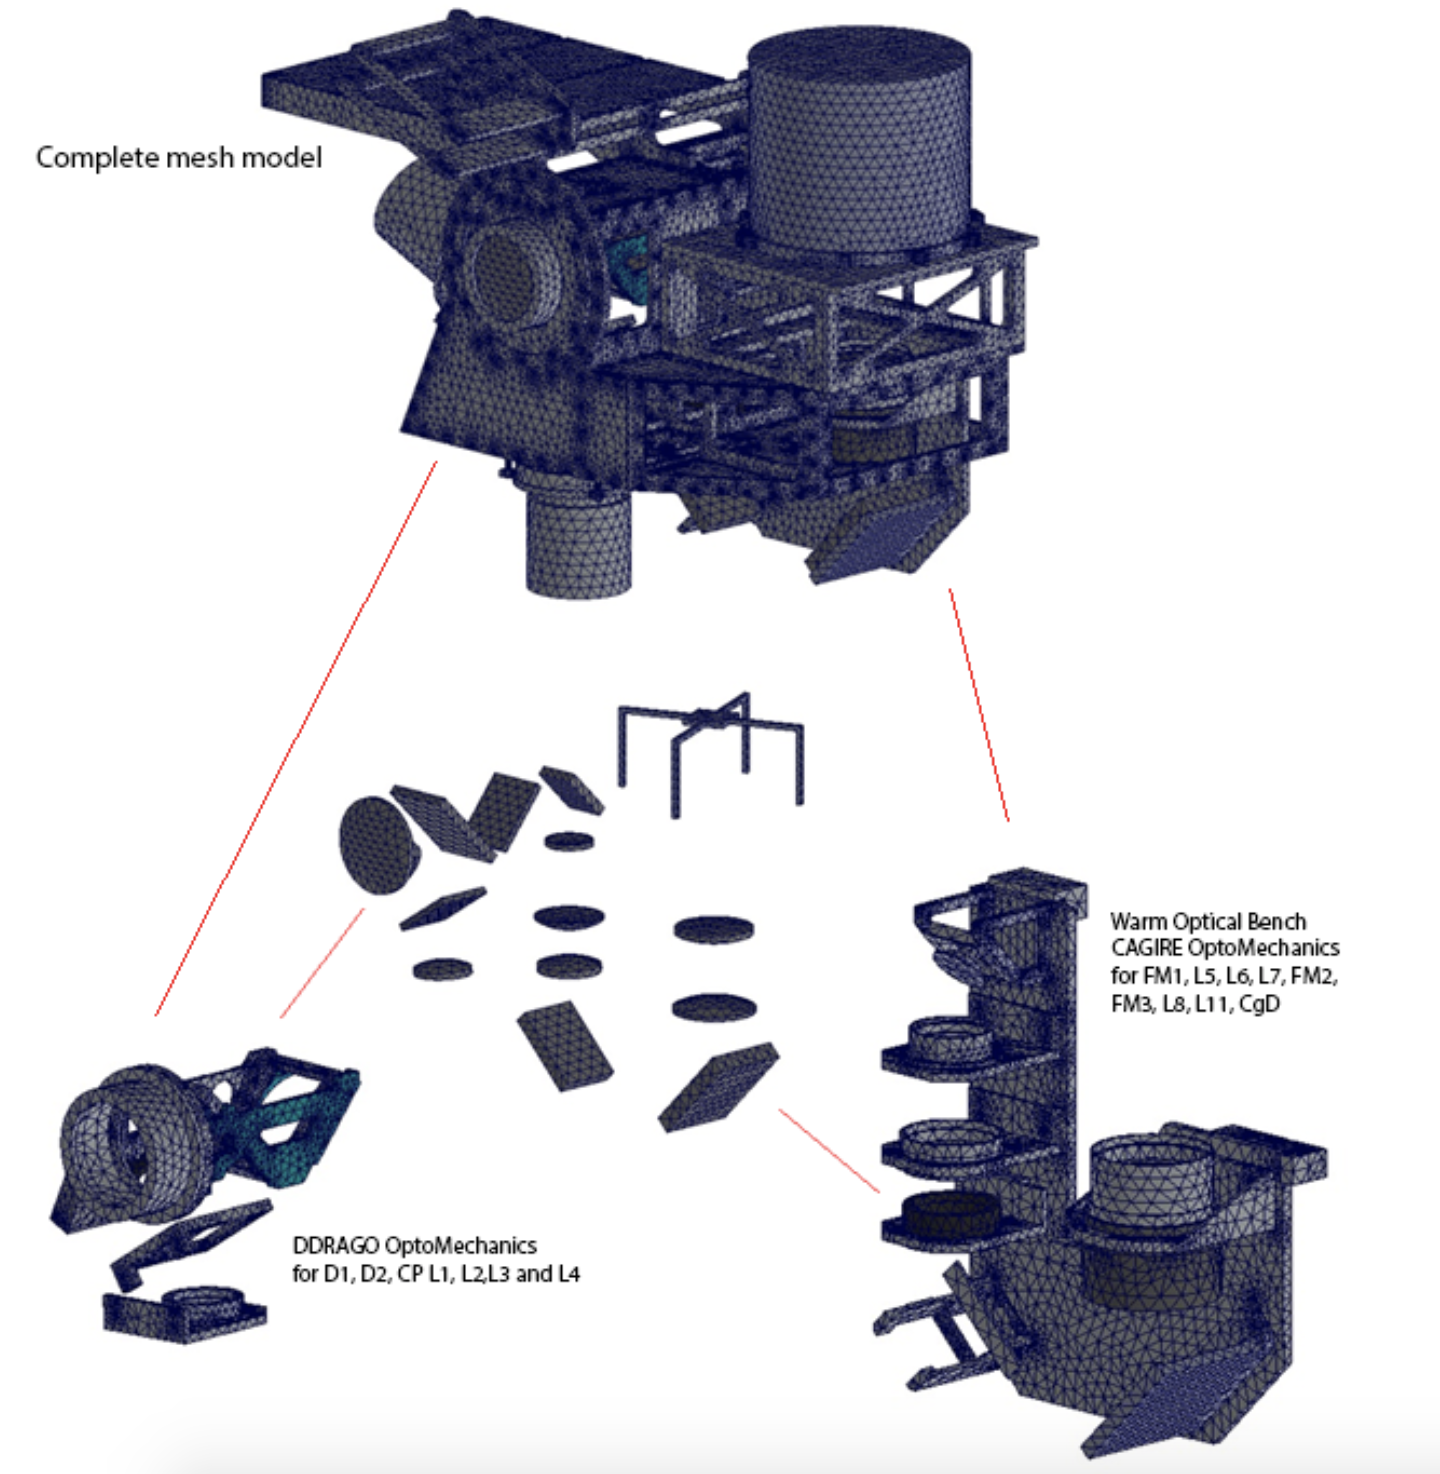 Complete mesh model
Warm Optical Bench
CAGIRE OptoMechanics
for FM1, L5, L6, L7, FM2,
FM3, L8, L11, CgD
DDRAGO OptoMechanics
for D1, D2, CP L1, L2,L3 and L4